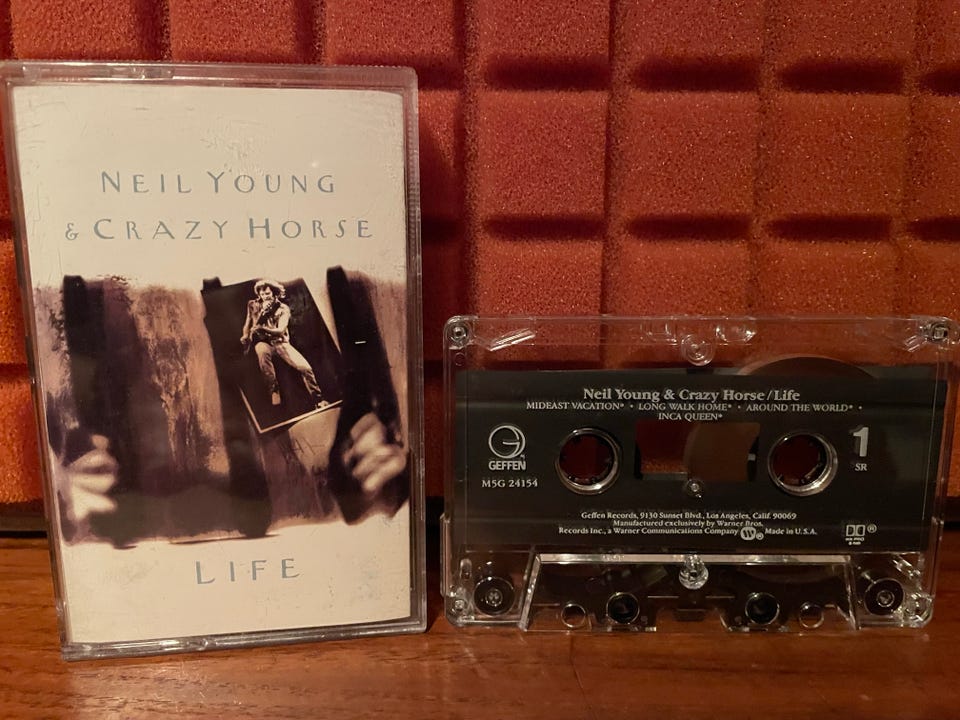 NEIL YOUNG
& CRAZY HORSE
LIFE
Neil Young & Crazy Horse/Life
MIDEAST VACATION* • LONG WALK HOME* • AROUND THE WORLD* •
INCA QUEEN*
GEFFEN
M5G 24154
1
SR
Geffen Records, 9130 Sunset Blvd., Los Angeles, Calif. 90069
Manufactured exclusively by Warner Bros.
Records Inc., a Warner Communications Company W ® Made in U.S.A.